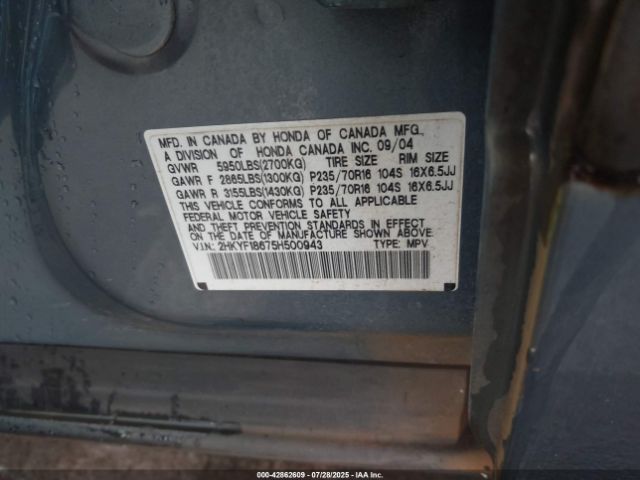 MFD. IN CANADA BY HONDA OF CANADA MFG.,
A DIVISION OF HONDA CANADA INC. 09/04
GVWR 5950LBS(2700KG) TIRE SIZE RIM SIZE
GAWR F 2865LBS(1300KG) P235/70R16 104S 16X6.5JJ
GAWR R 3155LBS(1430KG) P235/70R16 104S 16X6.5JJ
THIS VEHICLE CONFORMS TO ALL APPLICABLE
FEDERAL MOTOR VEHICLE SAFETY
AND THEFT PREVENTION STANDARDS IN EFFECT
ON THE DATE OF MANUFACTURE SHOWN ABOVE.
V.I.N: 2HKYF18675H500943 TYPE: MPV
000-42862609 - 07/28/2025 - www.iaai.com